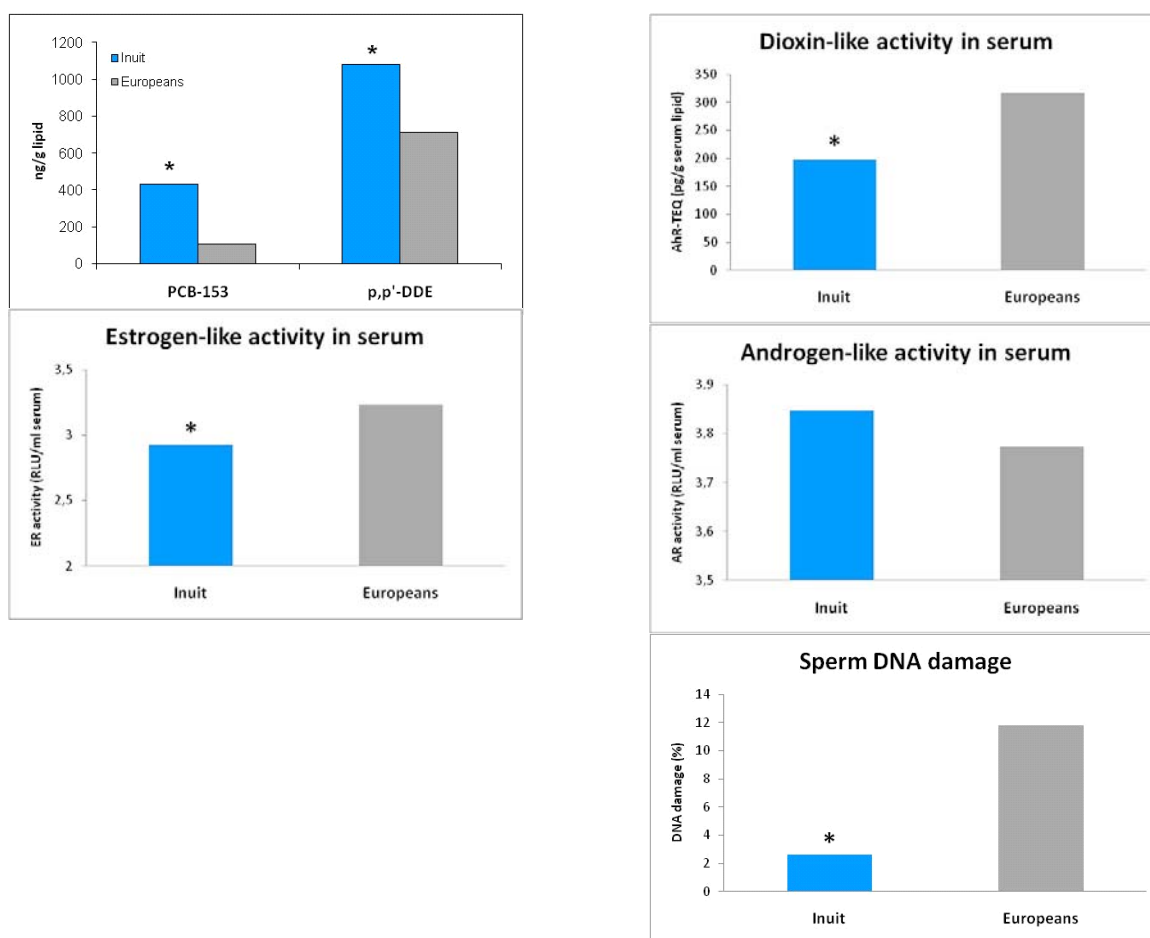 1200
1000
800
600
400
200
0
ng/g lipid
Inuit
Europeans
*
*
PCB-153 p,p'-DDE
Dioxin-like activity in serum
350
300
250
200
150
100
50
0
AhR-TEQ (pg/g serum lipid)
*
Inuit Europeans
Estrogen-like activity in serum
3,5
3
2,5
2
ER activity (RLU/ml serum)
*
Inuit Europeans
Androgen-like activity in serum
3,9
3,8
3,7
3,6
3,5
AR activity (RLU/ml serum)
Inuit Europeans
Sperm DNA damage
14
12
10
8
6
4
2
0
DNA damage (%)
*
Inuit Europeans